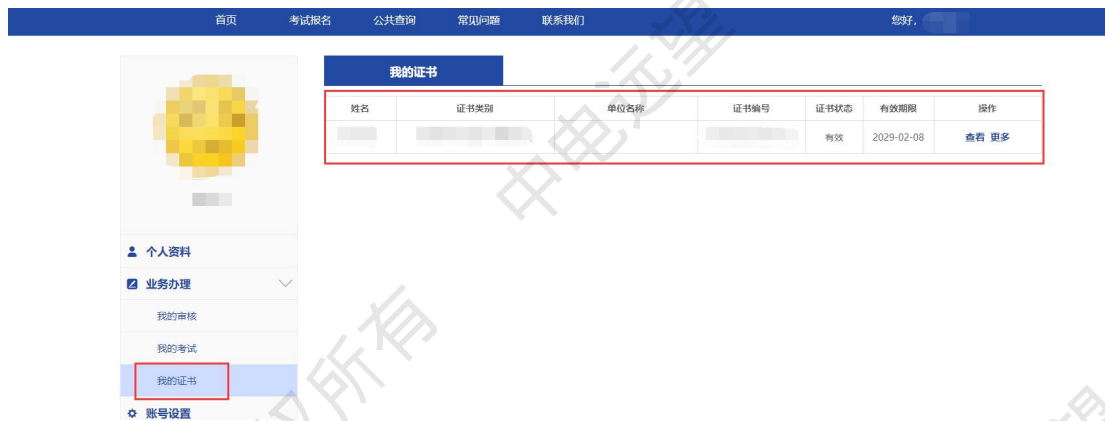 首页 考试报名 公共查询 常见问题 联系我们 您好，
我的证书
姓名 证书类别 单位名称 证书编号 证书状态 有效期限 操作
有效 2029-02-08 查看 更多
个人资料
业务办理
我的审核
我的考试
我的证书
账号设置
中电远望
权所有
望